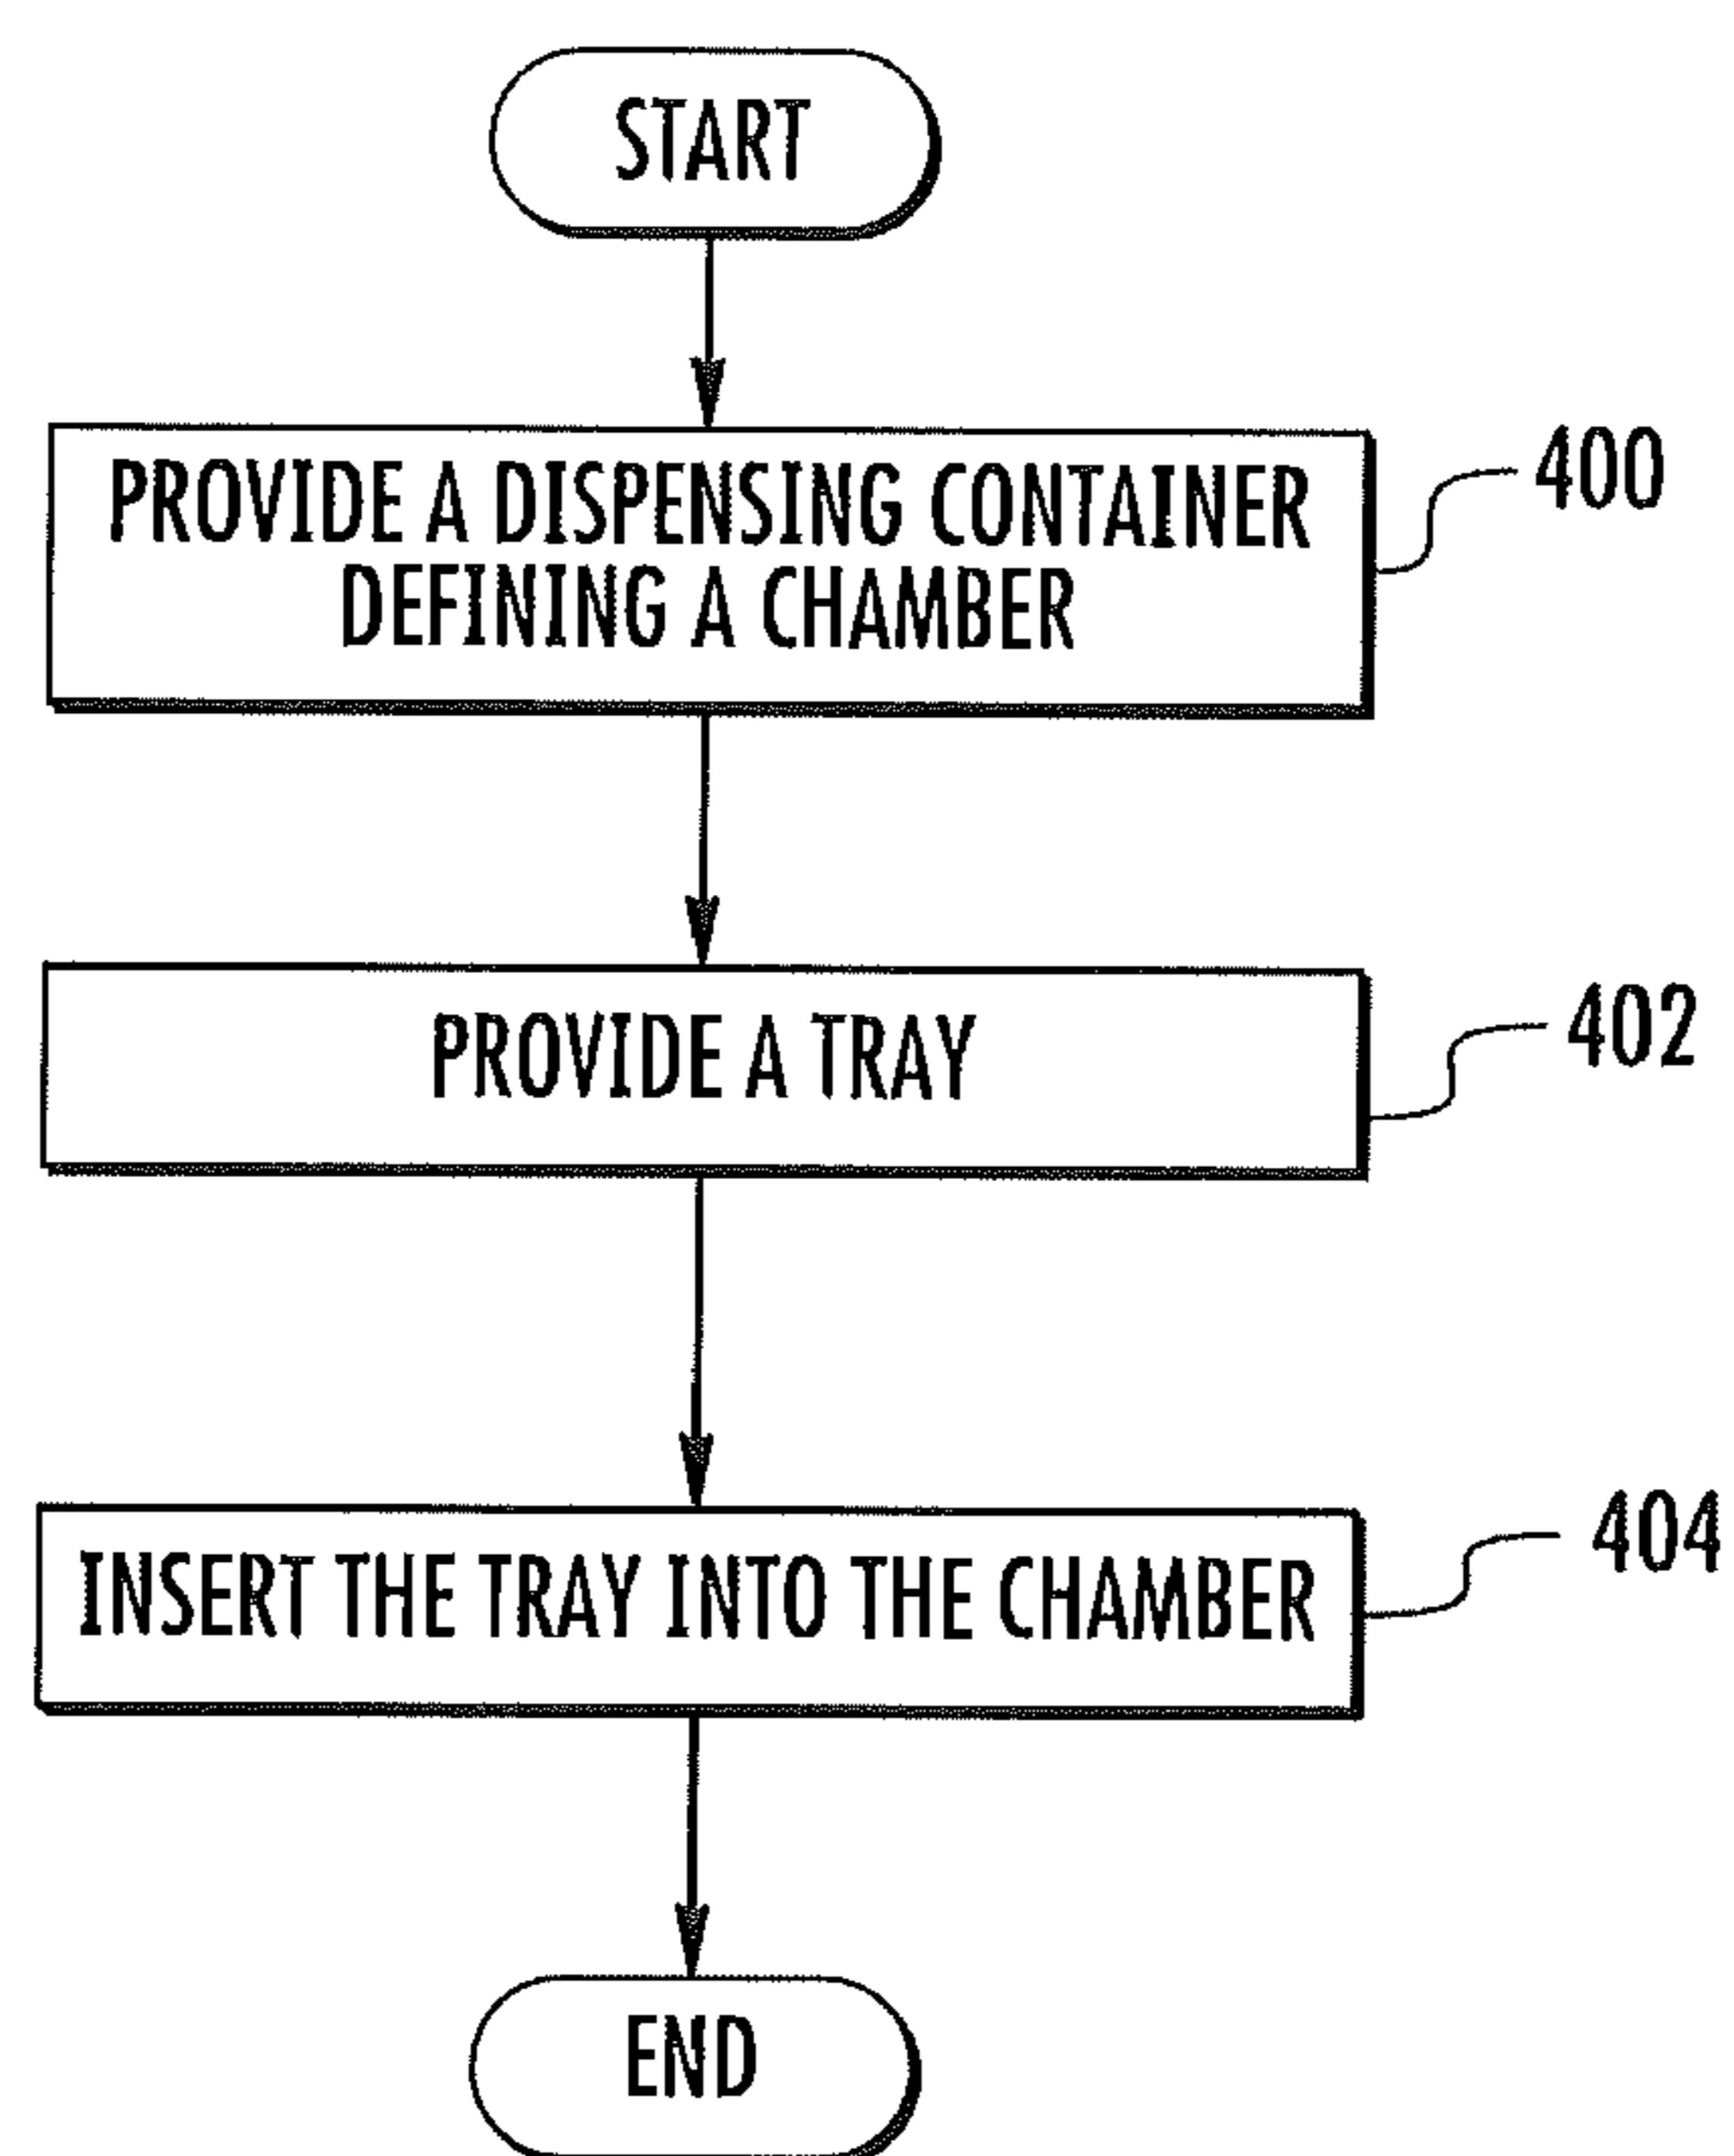 START
PROVIDE A DISPENSING CONTAINER
DEFINING A CHAMBER
400
PROVIDE A TRAY
402
INSERT THE TRAY INTO THE CHAMBER
404
END